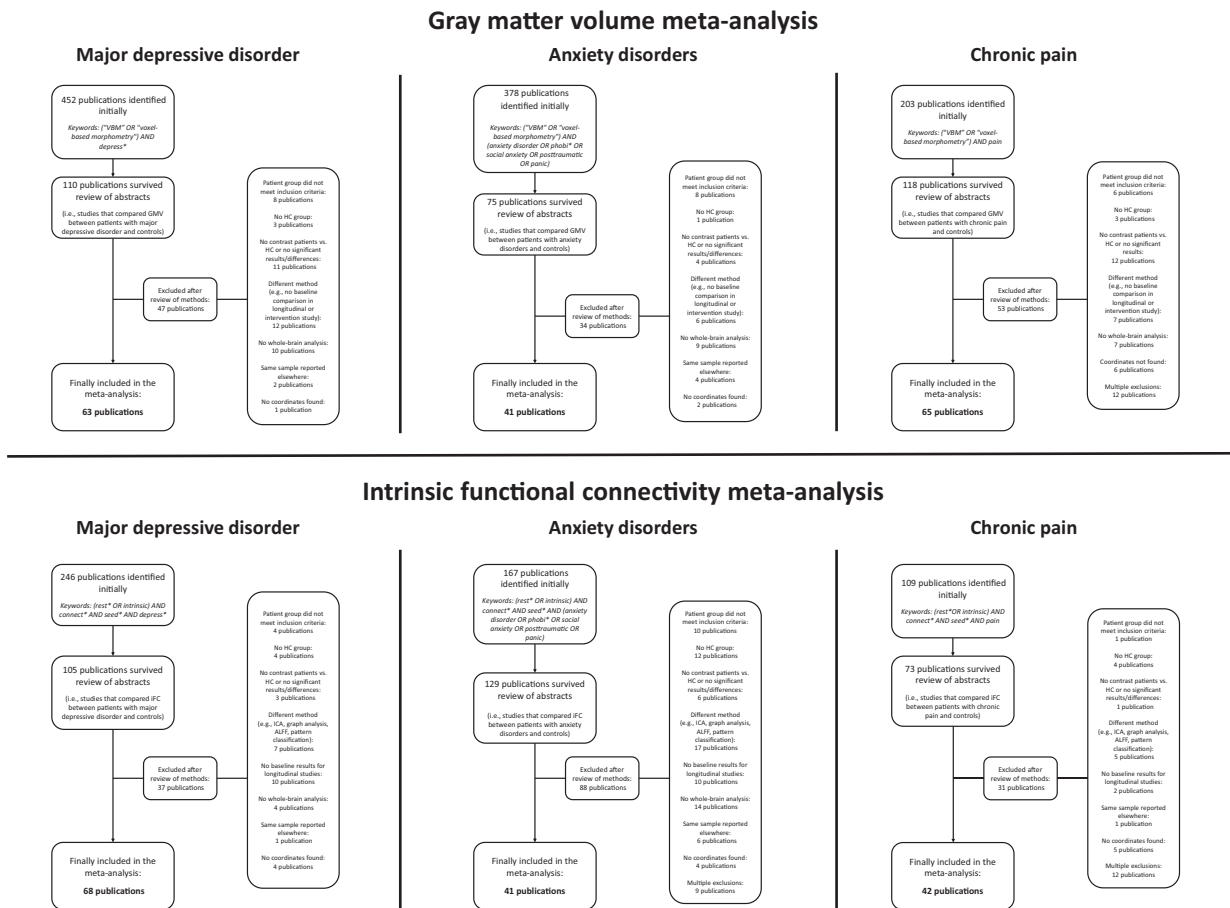 Gray matter volume meta-analysis
Major depressive disorder
452 publications identified
initially
Keywords: ("VBM" OR "voxel-
based morphometry") AND
depress*
110 publications survived
review of abstracts
(i.e., studies that compared GMV
between patients with major
depressive disorder and controls)
Excluded after
review of methods:
47 publications
Patient group did not
meet inclusion criteria:
8 publications
No HC group:
3 publications
No contrast patients vs.
HC or no significant
results/differences:
11 publications
Different method
(e.g., no baseline
comparison in
longitudinal or
intervention study):
12 publications
No whole-brain analysis:
10 publications
Same sample reported
elsewhere:
2 publications
No coordinates found:
1 publication
Finally included in the
meta-analysis:
63 publications
Anxiety disorders
378 publications
identified initially
Keywords: ("VBM" OR "voxel-
based morphometry") AND
(anxiety disorder OR phobi* OR
social anxiety OR posttraumatic
OR panic)
75 publications survived
review of abstracts
(i.e., studies that compared GMV
between patients with anxiety
disorders and controls)
Excluded after
review of methods:
34 publications
Patient group did not
meet inclusion criteria:
8 publications
No HC group:
1 publication
No contrast patients vs.
HC or no significant
results/differences:
4 publications
Different method
(e.g., no baseline
comparison in
longitudinal or
intervention study):
6 publications
No whole-brain analysis:
9 publications
Same sample reported
elsewhere:
4 publications
No coordinates found:
2 publications
Finally included in the
meta-analysis:
41 publications
Chronic pain
203 publications identified
initially
Keywords: ("VBM" OR "voxel-
based morphometry") AND pain
118 publications survived
review of abstracts
(i.e., studies that compared GMV
between patients with chronic pain
and controls)
Excluded after
review of methods:
53 publications
Patient group did not
meet inclusion criteria:
6 publications
No HC group:
3 publications
No contrast patients vs.
HC or no significant
results/differences:
12 publications
Different method
(e.g., no baseline
comparison in
longitudinal or
intervention study):
7 publications
No whole-brain analysis:
7 publications
Coordinates not found:
6 publications
Multiple exclusions:
12 publications
Finally included in the
meta-analysis:
65 publications
Intrinsic functional connectivity meta-analysis
Major depressive disorder
246 publications identified
initially
Keywords: (rest* OR intrinsic) AND
connect* AND seed* AND depress*
105 publications survived
review of abstracts
(i.e., studies that compared iFC
between patients with major
depressive disorder and controls)
Excluded after
review of methods:
37 publications
Patient group did not
meet inclusion criteria:
4 publications
No HC group:
4 publications
No contrast patients vs.
HC or no significant
results/differences:
3 publications
Different method
(e.g., ICA, graph analysis,
ALFF, pattern
classification):
7 publications
No baseline results for
longitudinal studies:
10 publications
No whole-brain analysis:
4 publications
Same sample reported
elsewhere:
1 publication
No coordinates found:
4 publications
Finally included in the
meta-analysis:
68 publications
Anxiety disorders
167 publications
identified initially
Keywords: (rest* OR intrinsic) AND
connect* AND seed* AND (anxiety
disorder OR phobi* OR social
anxiety OR posttraumatic OR
panic)
129 publications survived
review of abstracts
(i.e., studies that compared iFC
between patients with anxiety
disorders and controls)
Excluded after
review of methods:
88 publications
Patient group did not
meet inclusion criteria:
10 publications
No HC group:
12 publications
No contrast patients vs.
HC or no significant
results/differences:
6 publications
Different method
(e.g., ICA, graph analysis,
ALFF, pattern
classification):
17 publications
No baseline results for
longitudinal studies:
10 publications
No whole-brain analysis:
14 publications
Same sample reported
elsewhere:
6 publications
No coordinates found:
4 publications
Multiple exclusions:
9 publications
Finally included in the
meta-analysis:
41 publications
Chronic pain
109 publications identified
initially
Keywords: (rest*OR intrinsic) AND
connect* AND seed* AND pain
73 publications survived
review of abstracts
(i.e., studies that compared iFC
between patients with chronic
pain and controls)
Excluded after
review of methods:
31 publications
Patient group did not
meet inclusion criteria:
1 publication
No HC group:
4 publications
No contrast patients vs.
HC or no significant
results/differences:
1 publication
Different method
(e.g., ICA, graph analysis,
ALFF, pattern
classification):
5 publications
No baseline results for
longitudinal studies:
2 publications
Same sample reported
elsewhere:
1 publication
No coordinates found:
5 publications
Multiple exclusions:
12 publications
Finally included in the
meta-analysis:
42 publications